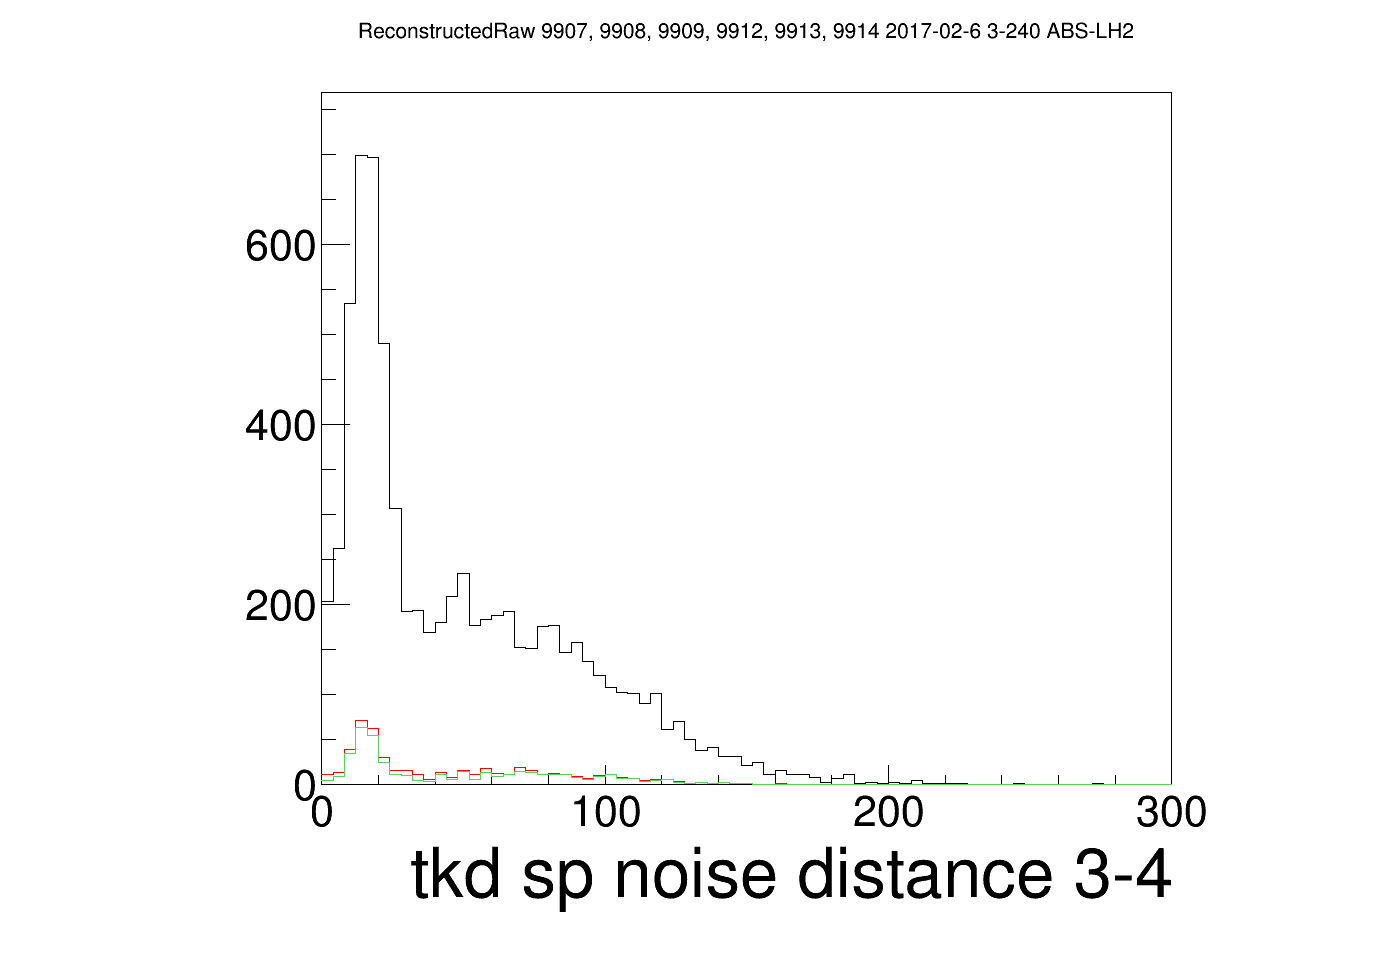 ReconstructedRaw 9907, 9908, 9909, 9912, 9913, 9914 2017-02-6 3-240 ABS-LH2
600
400
200
0
0 100 200 300
tkd sp noise distance 3-4